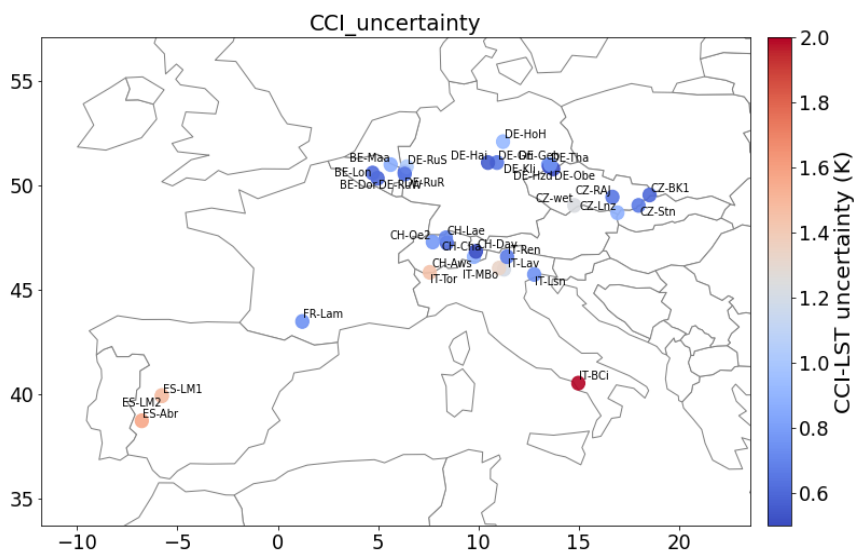 CCI_uncertainty
55
50
45
40
35
−10
−5
0
5
10
15
20
DE-HoH
BE-Maa
DE-RuS
DE-Hai
DE-Tha
BE-Lon
DE-Kli
BE-Dor
DE-RuR
DE-Hzd
DE-Obe
CZ-RAJ
CZ-BK1
CZ-wet
CZ-Lnz
CZ-Stn
CH-Oe2
CH-Lae
CH-Cha
CH-Dav
IT-Ren
CH-Aws
IT-Lav
IT-Tor
IT-MBo
IT-Lsn
FR-Lam
ES-LM1
ES-LM2
ES-Abr
IT-BCi
2.0
1.8
1.6
1.4
1.2
1.0
0.8
0.6
CCI-LST uncertainty (K)